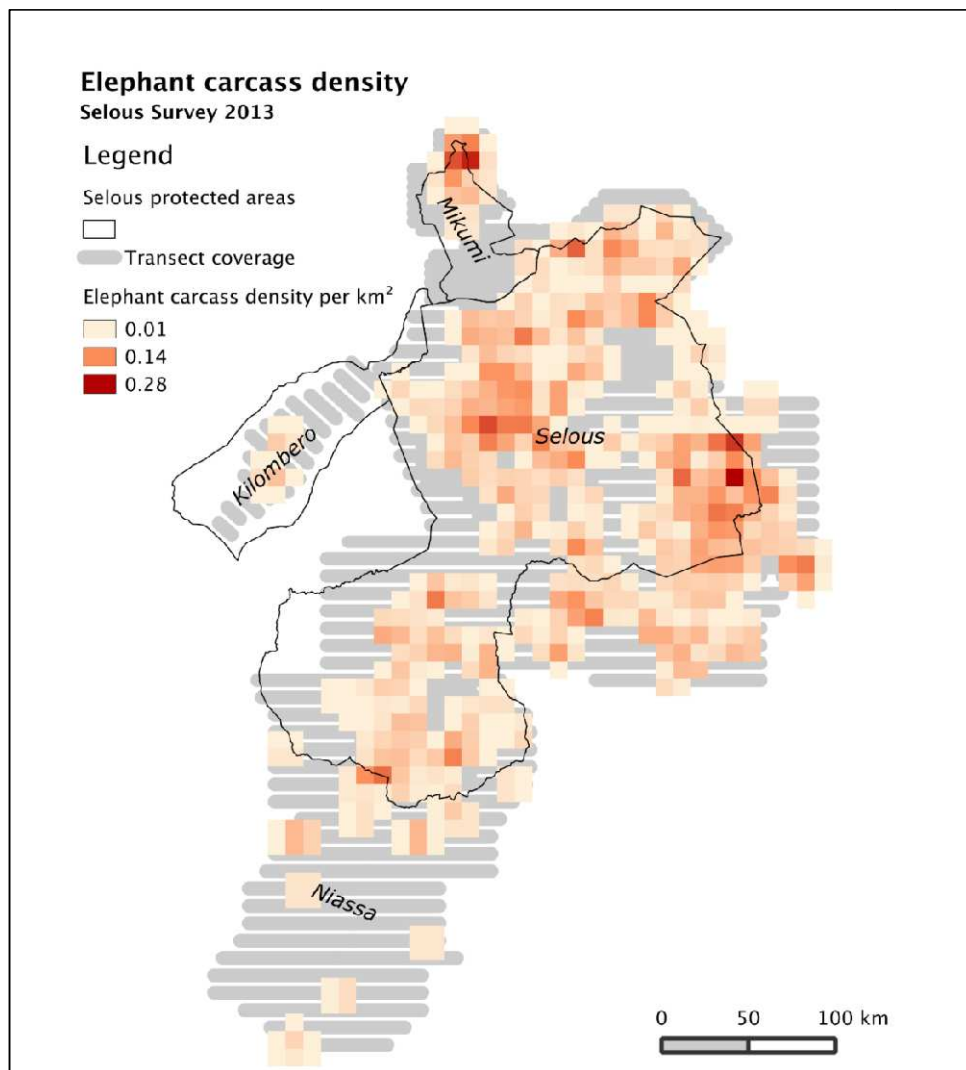 Elephant carcass density
Selous Survey 2013
Legend
Selous protected areas
Transect coverage
Elephant carcass density per km²
0.01
0.14
0.28
Mikumi
Selous
Kilombero
Niassa
0 50 100 km